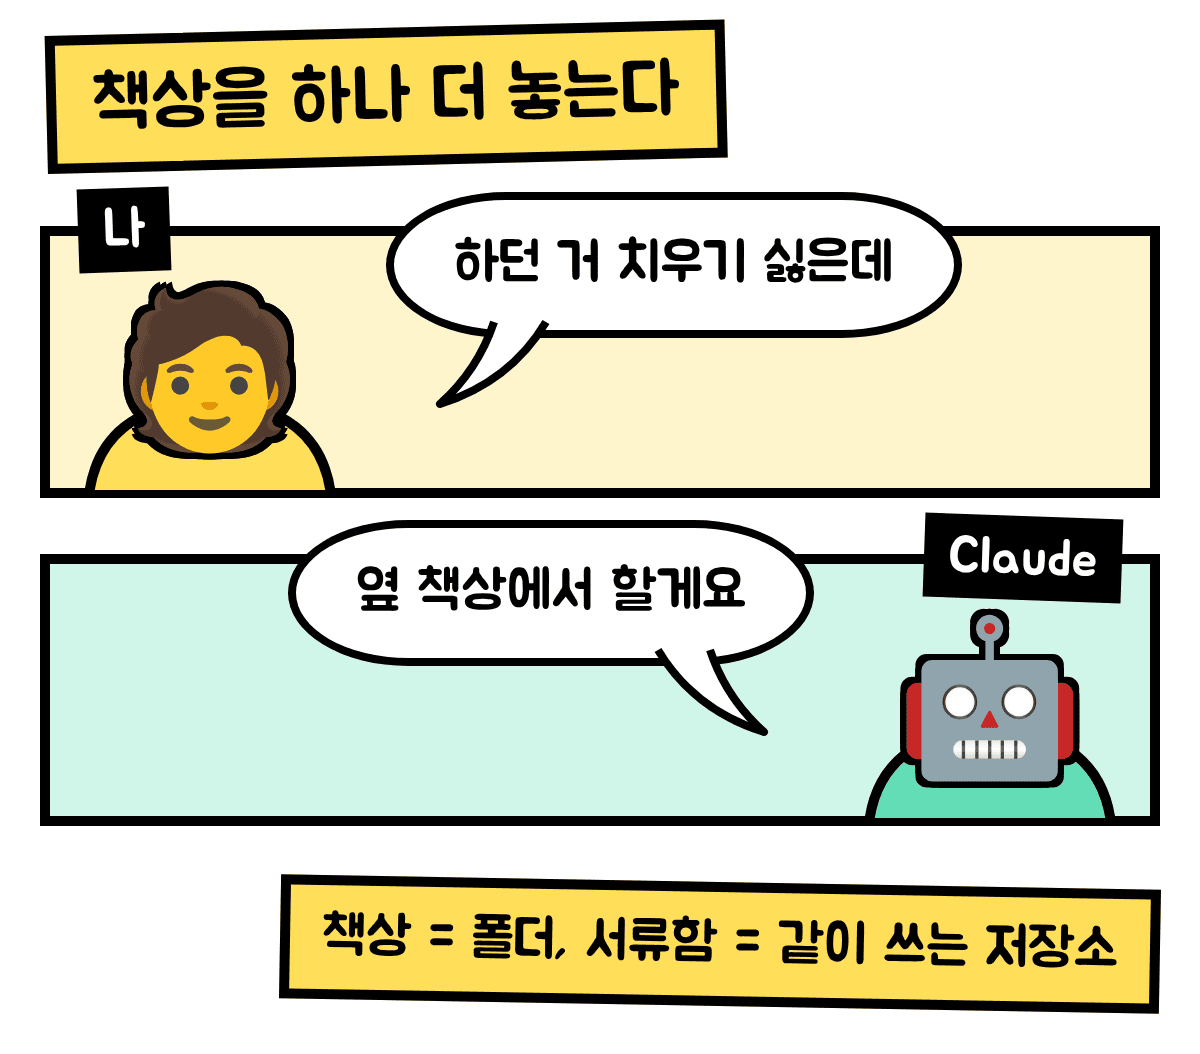 책상을 하나 더 놓는다
나
하던 거 치우기 싫은데
Claude
옆 책상에서 할게요
책상 = 폴더, 서류함 = 같이 쓰는 저장소